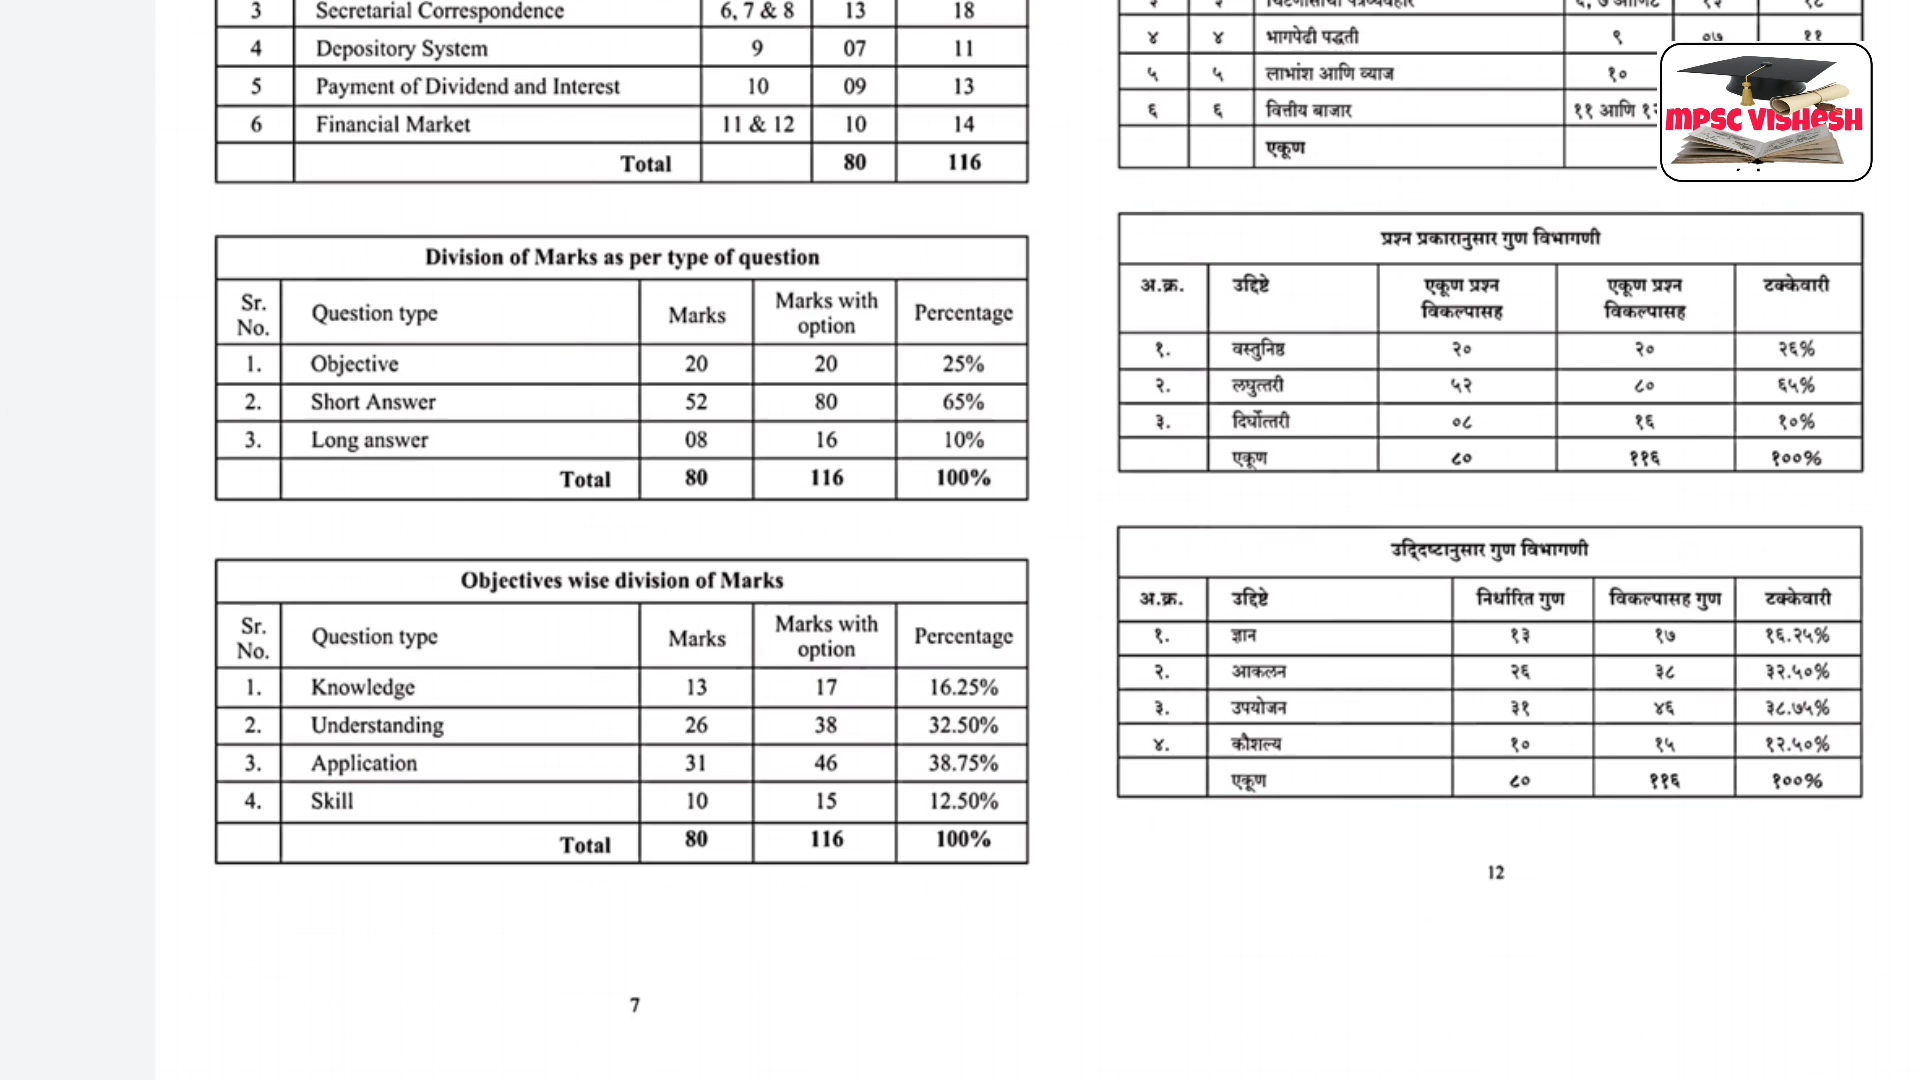 3 Secretarial Correspondence 6, 7 & 8 13 18
4 Depository System 9 07 11
5 Payment of Dividend and Interest 10 09 13
6 Financial Market 11 & 12 10 14
Total 80 116
Division of Marks as per type of question
Sr. No. Question type Marks Marks with option Percentage
1. Objective 20 20 25%
2. Short Answer 52 80 65%
3. Long answer 08 16 10%
Total 80 116 100%
Objectives wise division of Marks
Sr. No. Question type Marks Marks with option Percentage
1. Knowledge 13 17 16.25%
2. Understanding 26 38 32.50%
3. Application 31 46 38.75%
4. Skill 10 15 12.50%
Total 80 116 100%
7
४ ४ भागपेढी पद्धती ९ ०७ ११
५ ५ लाभांश आणि व्याज १०
६ ६ वित्तीय बाजार ११ आणि १२
एकूण
MPSC VISHESH
प्रश्न प्रकारानुसार गुण विभागणी
अ.क्र. उद्दिष्टे एकूण प्रश्न विकल्पासह एकूण प्रश्न विकल्पासह टक्केवारी
१. वस्तुनिष्ठ २० २० २६%
२. लघुत्तरी ५२ ८० ६५%
३. दिर्घोत्तरी ०८ १६ १०%
एकूण ८० ११६ १००%
उद्दिष्टानुसार गुण विभागणी
अ.क्र. उद्दिष्टे निर्धारित गुण विकल्पासह गुण टक्केवारी
१. ज्ञान १३ १७ १६.२५%
२. आकलन २६ ३८ ३२.५०%
३. उपयोजन ३१ ४६ ३८.७५%
४. कौशल्य १० १५ १२.५०%
एकूण ८० ११६ १००%
12